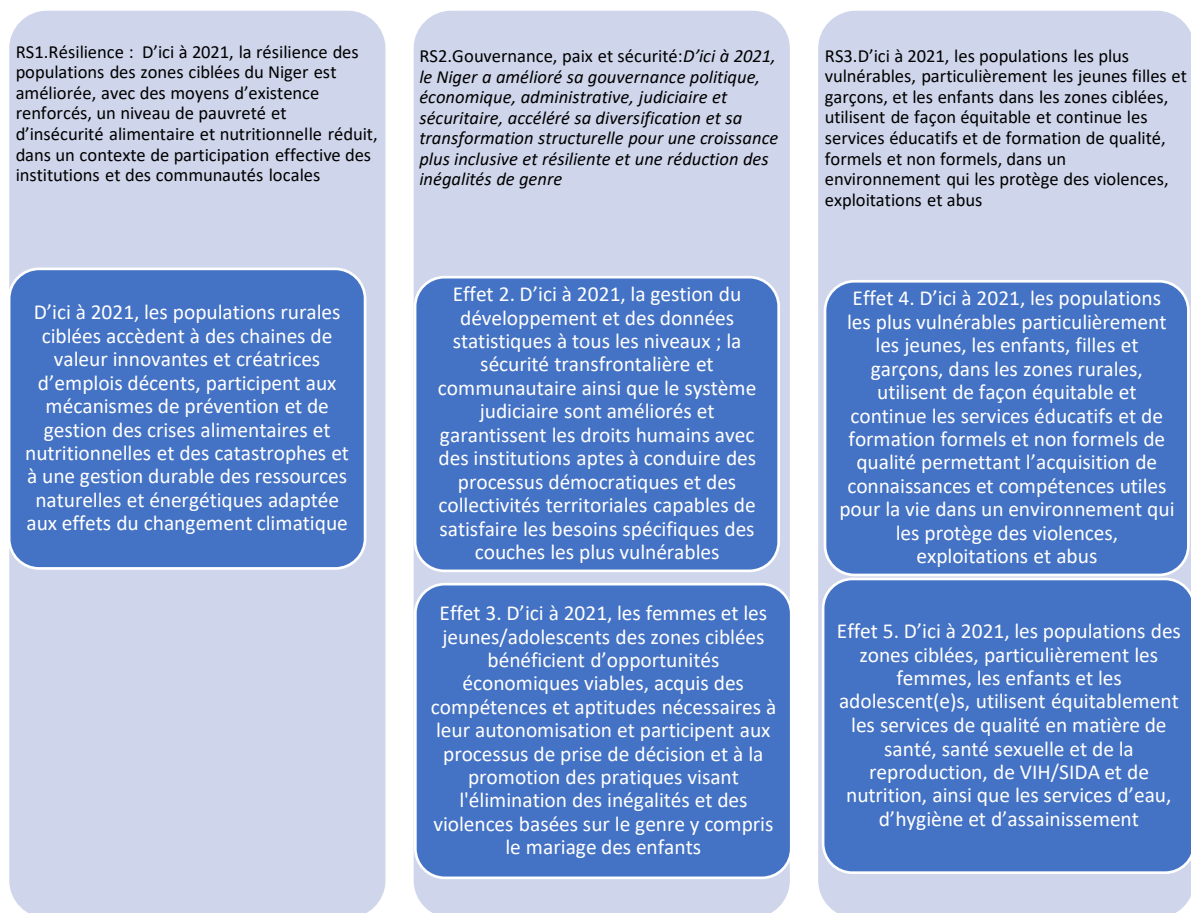 RS1.Résilience : D’ici à 2021, la résilience des
populations des zones ciblées du Niger est
améliorée, avec des moyens d’existence
renforcés, un niveau de pauvreté et
d’insécurité alimentaire et nutritionnelle réduit,
dans un contexte de participation effective des
institutions et des communautés locales
D’ici à 2021, les populations rurales
ciblées accèdent à des chaines de
valeur innovantes et créatrices
d’emplois décents, participent aux
mécanismes de prévention et de
gestion des crises alimentaires et
nutritionnelles et des catastrophes et
à une gestion durable des ressources
naturelles et énergétiques adaptée
aux effets du changement climatique
RS2.Gouvernance, paix et sécurité:D’ici à 2021,
le Niger a amélioré sa gouvernance politique,
économique, administrative, judiciaire et
sécuritaire, accéléré sa diversification et sa
transformation structurelle pour une croissance
plus inclusive et résiliente et une réduction des
inégalités de genre
Effet 2. D’ici à 2021, la gestion du
développement et des données
statistiques à tous les niveaux ; la
sécurité transfrontalière et
communautaire ainsi que le système
judiciaire sont améliorés et
garantissent les droits humains avec
des institutions aptes à conduire des
processus démocratiques et des
collectivités territoriales capables de
satisfaire les besoins spécifiques des
couches les plus vulnérables
Effet 3. D’ici à 2021, les femmes et les
jeunes/adolescents des zones ciblées
bénéficient d’opportunités
économiques viables, acquis des
compétences et aptitudes nécessaires à
leur autonomisation et participent aux
processus de prise de décision et à la
promotion des pratiques visant
l'élimination des inégalités et des
violences basées sur le genre y compris
le mariage des enfants
RS3.D’ici à 2021, les populations les plus
vulnérables, particulièrement les jeunes filles et
garçons, et les enfants dans les zones ciblées,
utilisent de façon équitable et continue les
services éducatifs et de formation de qualité,
formels et non formels, dans un
environnement qui les protège des violences,
exploitations et abus
Effet 4. D’ici à 2021, les populations
les plus vulnérables particulièrement
les jeunes, les enfants, filles et
garçons, dans les zones rurales,
utilisent de façon équitable et
continue les services éducatifs et de
formation formels et non formels de
qualité permettant l’acquisition de
connaissances et compétences utiles
pour la vie dans un environnement qui
les protège des violences,
exploitations et abus
Effet 5. D’ici à 2021, les populations des
zones ciblées, particulièrement les
femmes, les enfants et les
adolescent(e)s, utilisent équitablement
les services de qualité en matière de
santé, santé sexuelle et de la
reproduction, de VIH/SIDA et de
nutrition, ainsi que les services d’eau,
d’hygiène et d’assainissement